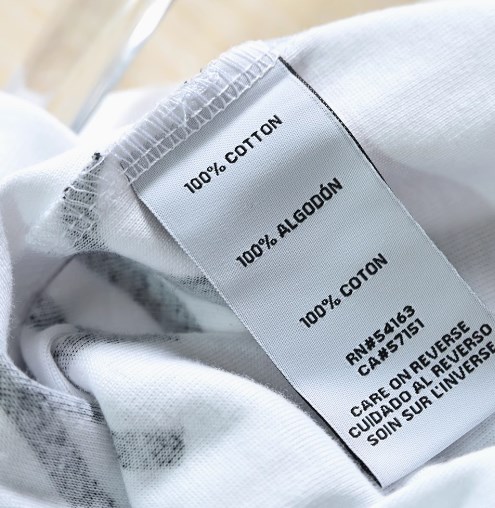 100% COTTON
100% ALGODÓN
100% COTON
RN#54163
CA#57151
CARE ON REVERSE
CUIDADO AL REVERSO
SOIN SUR L'INVERSE